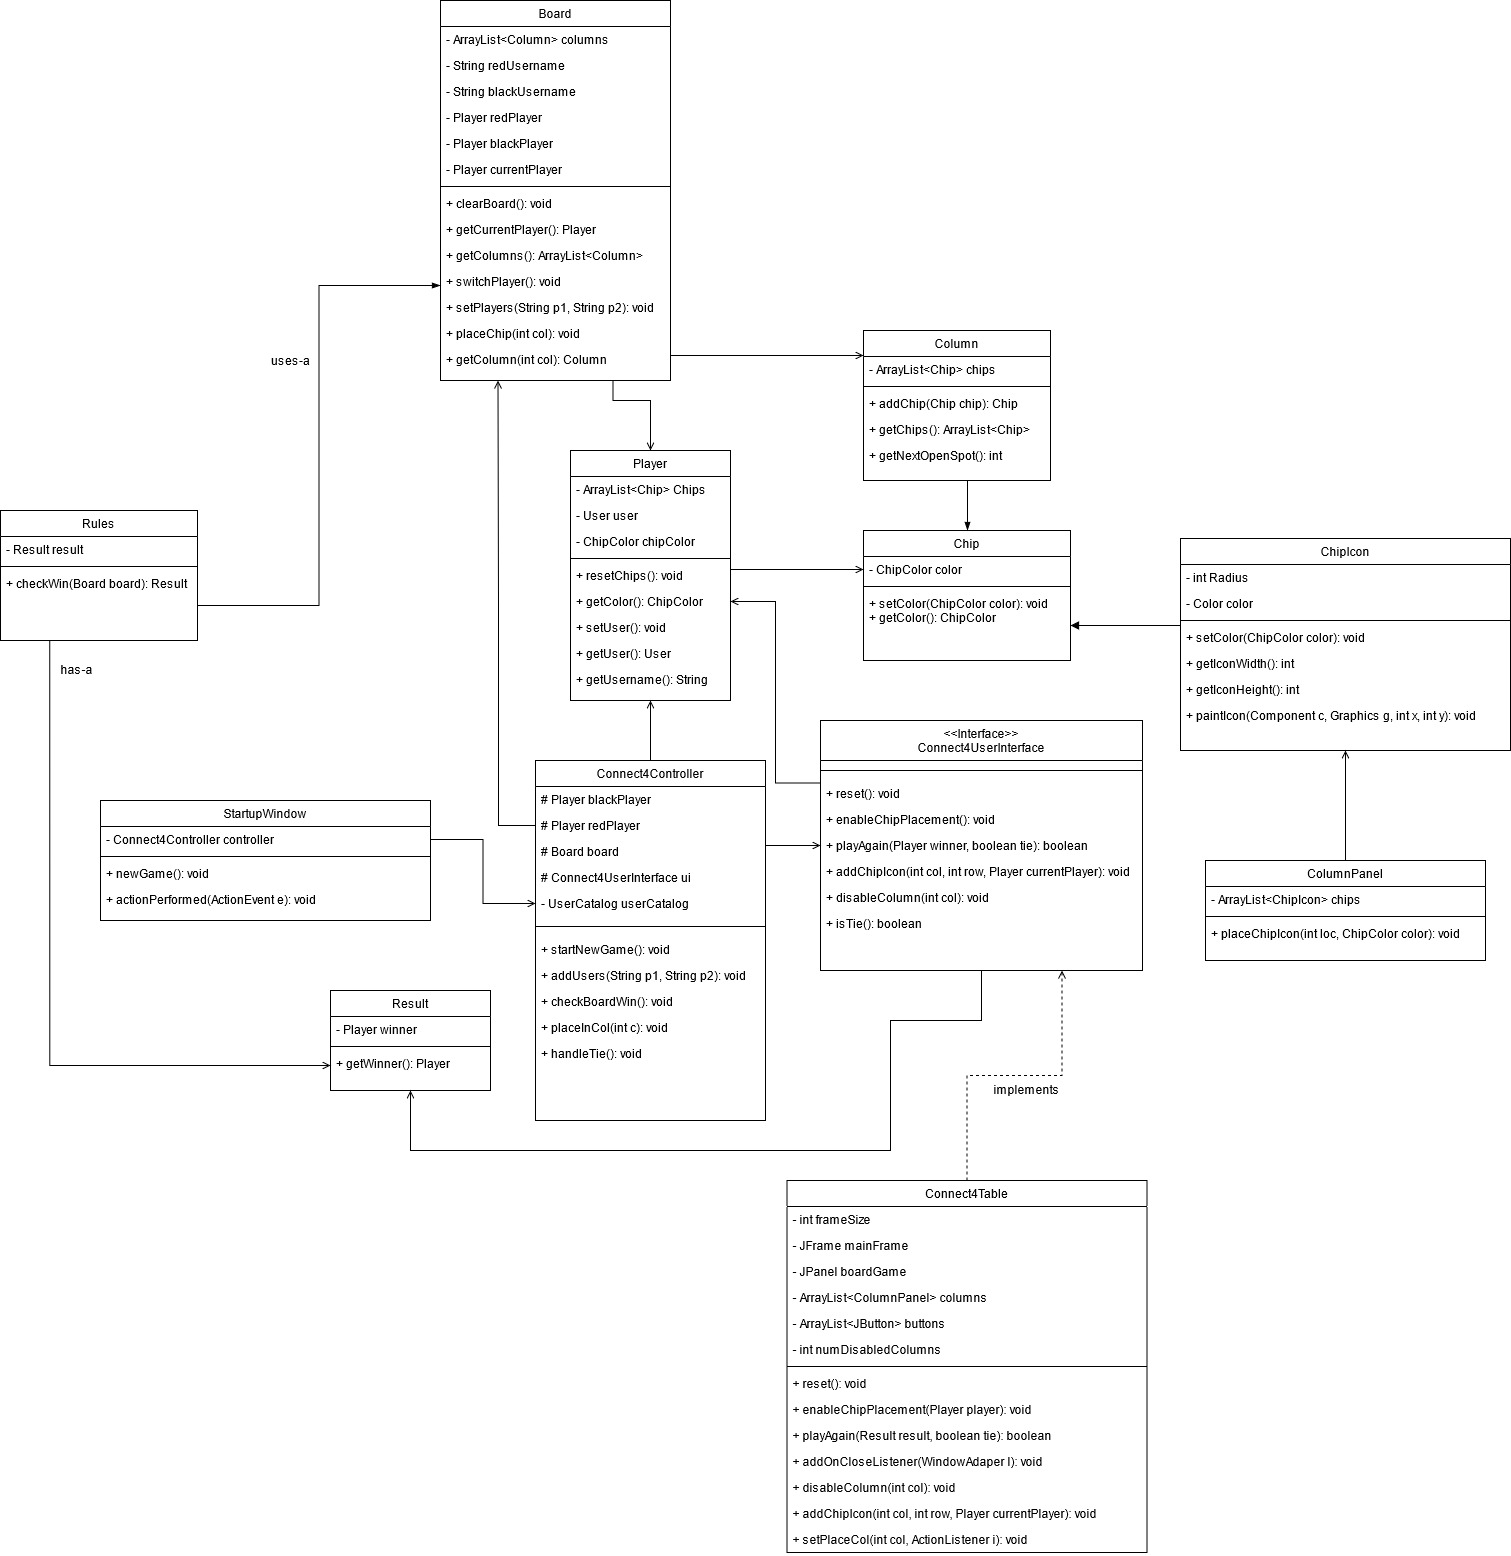 Board
- ArrayList<Column> columns
- String redUsername
- String blackUsername
- Player redPlayer
- Player blackPlayer
- Player currentPlayer
+ clearBoard(): void
+ getCurrentPlayer(): Player
+ getColumns(): ArrayList<Column>
+ switchPlayer(): void
+ setPlayers(String p1, String p2): void
+ placeChip(int col): void
+ getColumn(int col): Column
uses-a
Column
- ArrayList<Chip> chips
+ addChip(Chip chip): Chip
+ getChips(): ArrayList<Chip>
+ getNextOpenSpot(): int
Player
- ArrayList<Chip> Chips
- User user
- ChipColor chipColor
+ resetChips(): void
+ getColor(): ChipColor
+ setUser(): void
+ getUser(): User
+ getUsername(): String
Rules
- Result result
+ checkWin(Board board): Result
has-a
Chip
- ChipColor color
+ setColor(ChipColor color): void
+ getColor(): ChipColor
ChipIcon
- int Radius
- Color color
+ setColor(ChipColor color): void
+ getIconWidth(): int
+ getIconHeight(): int
+ paintIcon(Component c, Graphics g, int x, int y): void
<<Interface>>
Connect4UserInterface
+ reset(): void
+ enableChipPlacement(): void
+ playAgain(Player winner, boolean tie): boolean
+ addChipIcon(int col, int row, Player currentPlayer): void
+ disableColumn(int col): void
+ isTie(): boolean
Connect4Controller
# Player blackPlayer
# Player redPlayer
# Board board
# Connect4UserInterface ui
- UserCatalog userCatalog
+ startNewGame(): void
+ addUsers(String p1, String p2): void
+ checkBoardWin(): void
+ placeInCol(int c): void
+ handleTie(): void
StartupWindow
- Connect4Controller controller
+ newGame(): void
+ actionPerformed(ActionEvent e): void
ColumnPanel
- ArrayList<ChipIcon> chips
+ placeChipIcon(int loc, ChipColor color): void
Result
- Player winner
+ getWinner(): Player
implements
Connect4Table
- int frameSize
- JFrame mainFrame
- JPanel boardGame
- ArrayList<ColumnPanel> columns
- ArrayList<JButton> buttons
- int numDisabledColumns
+ reset(): void
+ enableChipPlacement(Player player): void
+ playAgain(Result result, boolean tie): boolean
+ addOnCloseListener(WindowAdaper l): void
+ disableColumn(int col): void
+ addChipIcon(int col, int row, Player currentPlayer): void
+ setPlaceCol(int col, ActionListener i): void